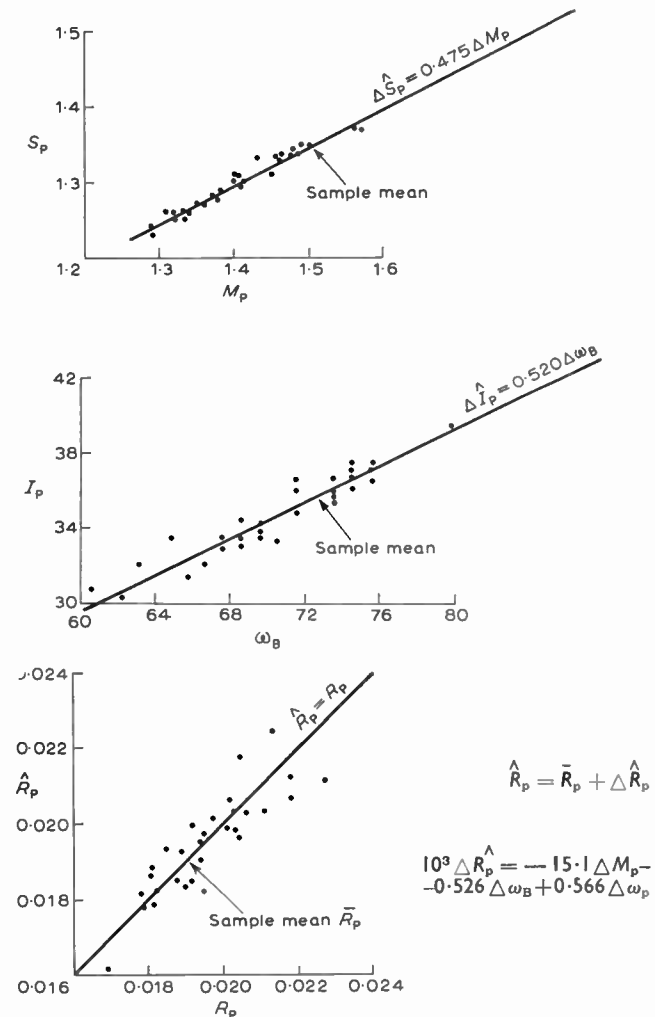 1·5
1·4
1·3
1·2
S_P
ΔŜ_P = 0·475 ΔM_P
Sample mean
1·3
1·4
1·5
1·6
M_P
42
38
34
30
I_P
ΔÎ_P = 0·520 Δω_B
Sample mean
60
64
68
72
76
80
ω_B
0·024
0·022
0·020
0·018
0·016
R̂_P
R̂_P = R_P
Sample mean R̄_P
0·018
0·020
0·022
0·024
R_P
R̂_p = R̄_p + ΔR̂_p
10³ ΔR̂_p = −15·1 ΔM_p−
−0·526 Δω_B + 0·566 Δω_p